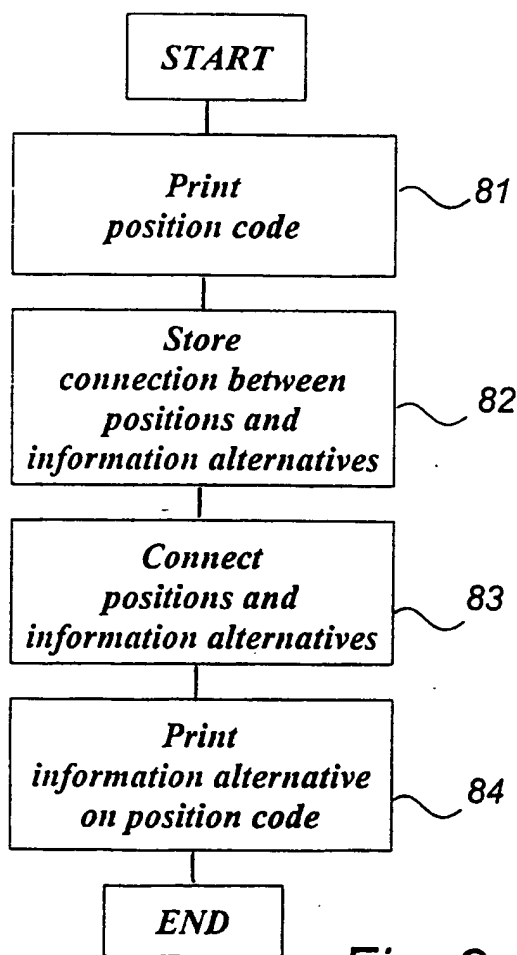 START
Print
position code
81
Store
connection between
positions and
information alternatives
82
Connect
positions and
information alternatives
83
Print
information alternative
on position code
84
END